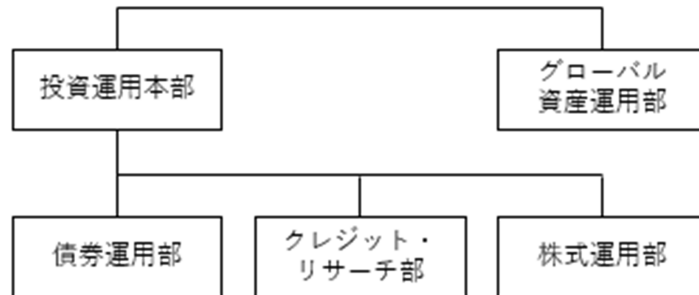 投資運用本部
グローバル
資産運用部
債券運用部
クレジット・
リサーチ部
株式運用部